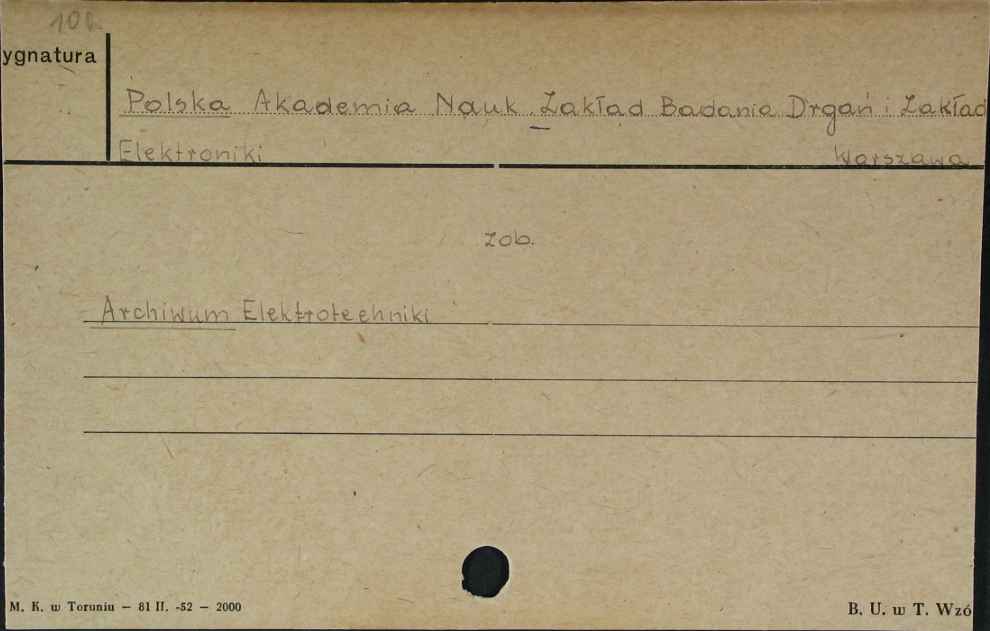 ygnatura
Polska Akademia Nauk. Zakład Badania Drgań i Zakład
Elektroniki Warszawa
zob.
Archiwum Elektrotechniki
M. K. w Toruniu – 81 II. -52 – 2000
B. U. w T. Wzó